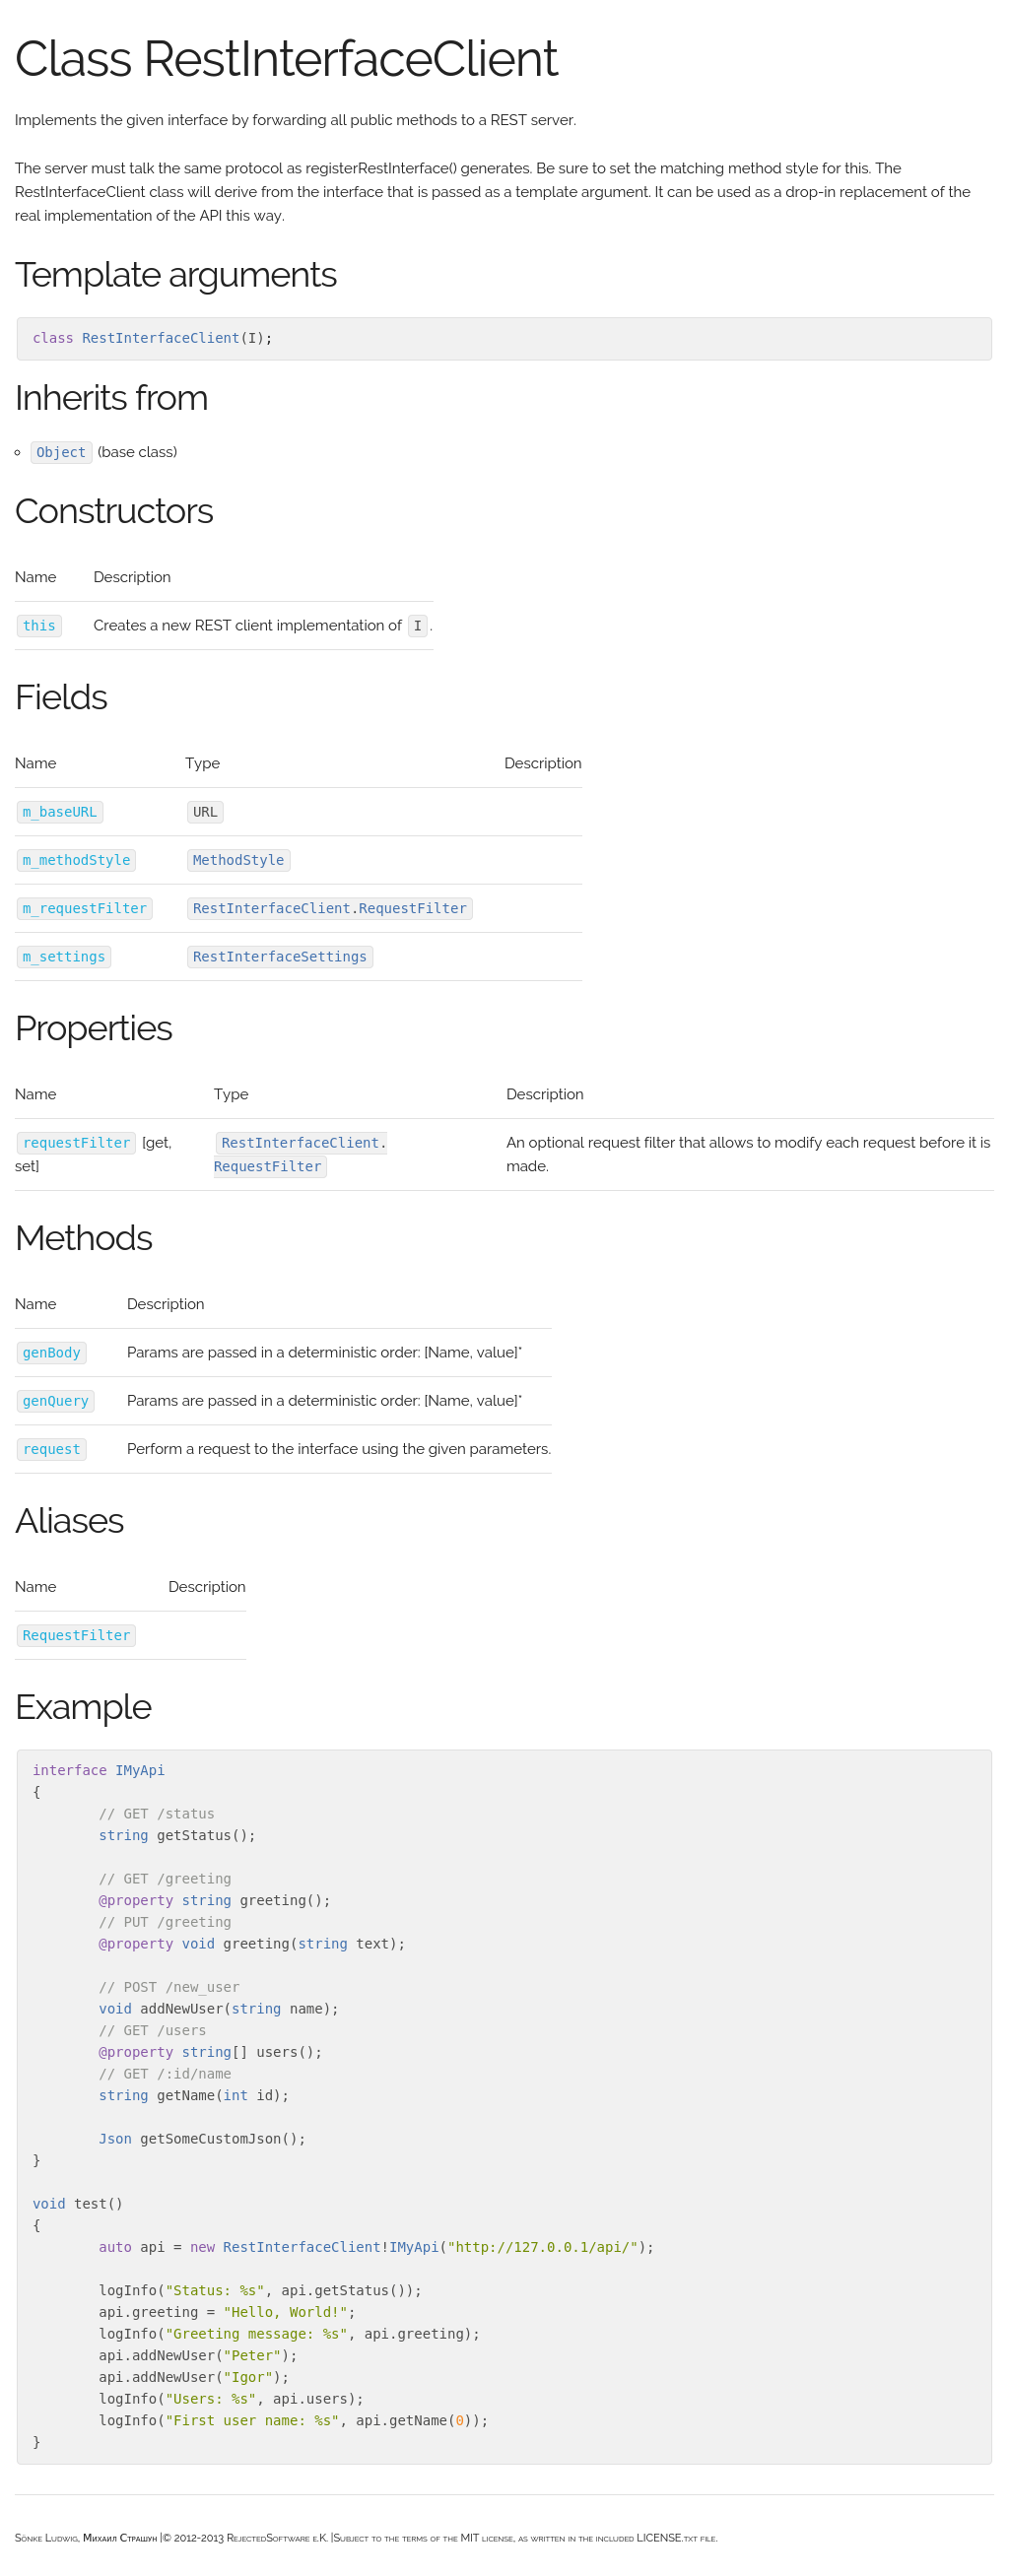 Class RestInterfaceClient
Implements the given interface by forwarding all public methods to a REST server.
The server must talk the same protocol as registerRestInterface() generates. Be sure to set the matching method style for this. The
RestInterfaceClient class will derive from the interface that is passed as a template argument. It can be used as a drop-in replacement of the
real implementation of the API this way.
Template arguments
class RestInterfaceClient(I);
Inherits from
Object (base class)
Constructors
Name Description
this Creates a new REST client implementation of I.
Fields
Name Type Description
m_baseURL URL
m_methodStyle MethodStyle
m_requestFilter RestInterfaceClient.RequestFilter
m_settings RestInterfaceSettings
Properties
Name Type Description
requestFilter [get, RestInterfaceClient. An optional request filter that allows to modify each request before it is
set] RequestFilter made.
Methods
Name Description
genBody Params are passed in a deterministic order: [Name, value]*
genQuery Params are passed in a deterministic order: [Name, value]*
request Perform a request to the interface using the given parameters.
Aliases
Name Description
RequestFilter
Example
interface IMyApi
{
// GET /status
string getStatus();
// GET /greeting
@property string greeting();
// PUT /greeting
@property void greeting(string text);
// POST /new_user
void addNewUser(string name);
// GET /users
@property string[] users();
// GET /:id/name
string getName(int id);
Json getSomeCustomJson();
}
void test()
{
auto api = new RestInterfaceClient!IMyApi("http://127.0.0.1/api/");
logInfo("Status: %s", api.getStatus());
api.greeting = "Hello, World!";
logInfo("Greeting message: %s", api.greeting);
api.addNewUser("Peter");
api.addNewUser("Igor");
logInfo("Users: %s", api.users);
logInfo("First user name: %s", api.getName(0));
}
Sönke Ludwig, Михаил Страшун |© 2012-2013 RejectedSoftware e.K. |Subject to the terms of the MIT license, as written in the included LICENSE.txt file.